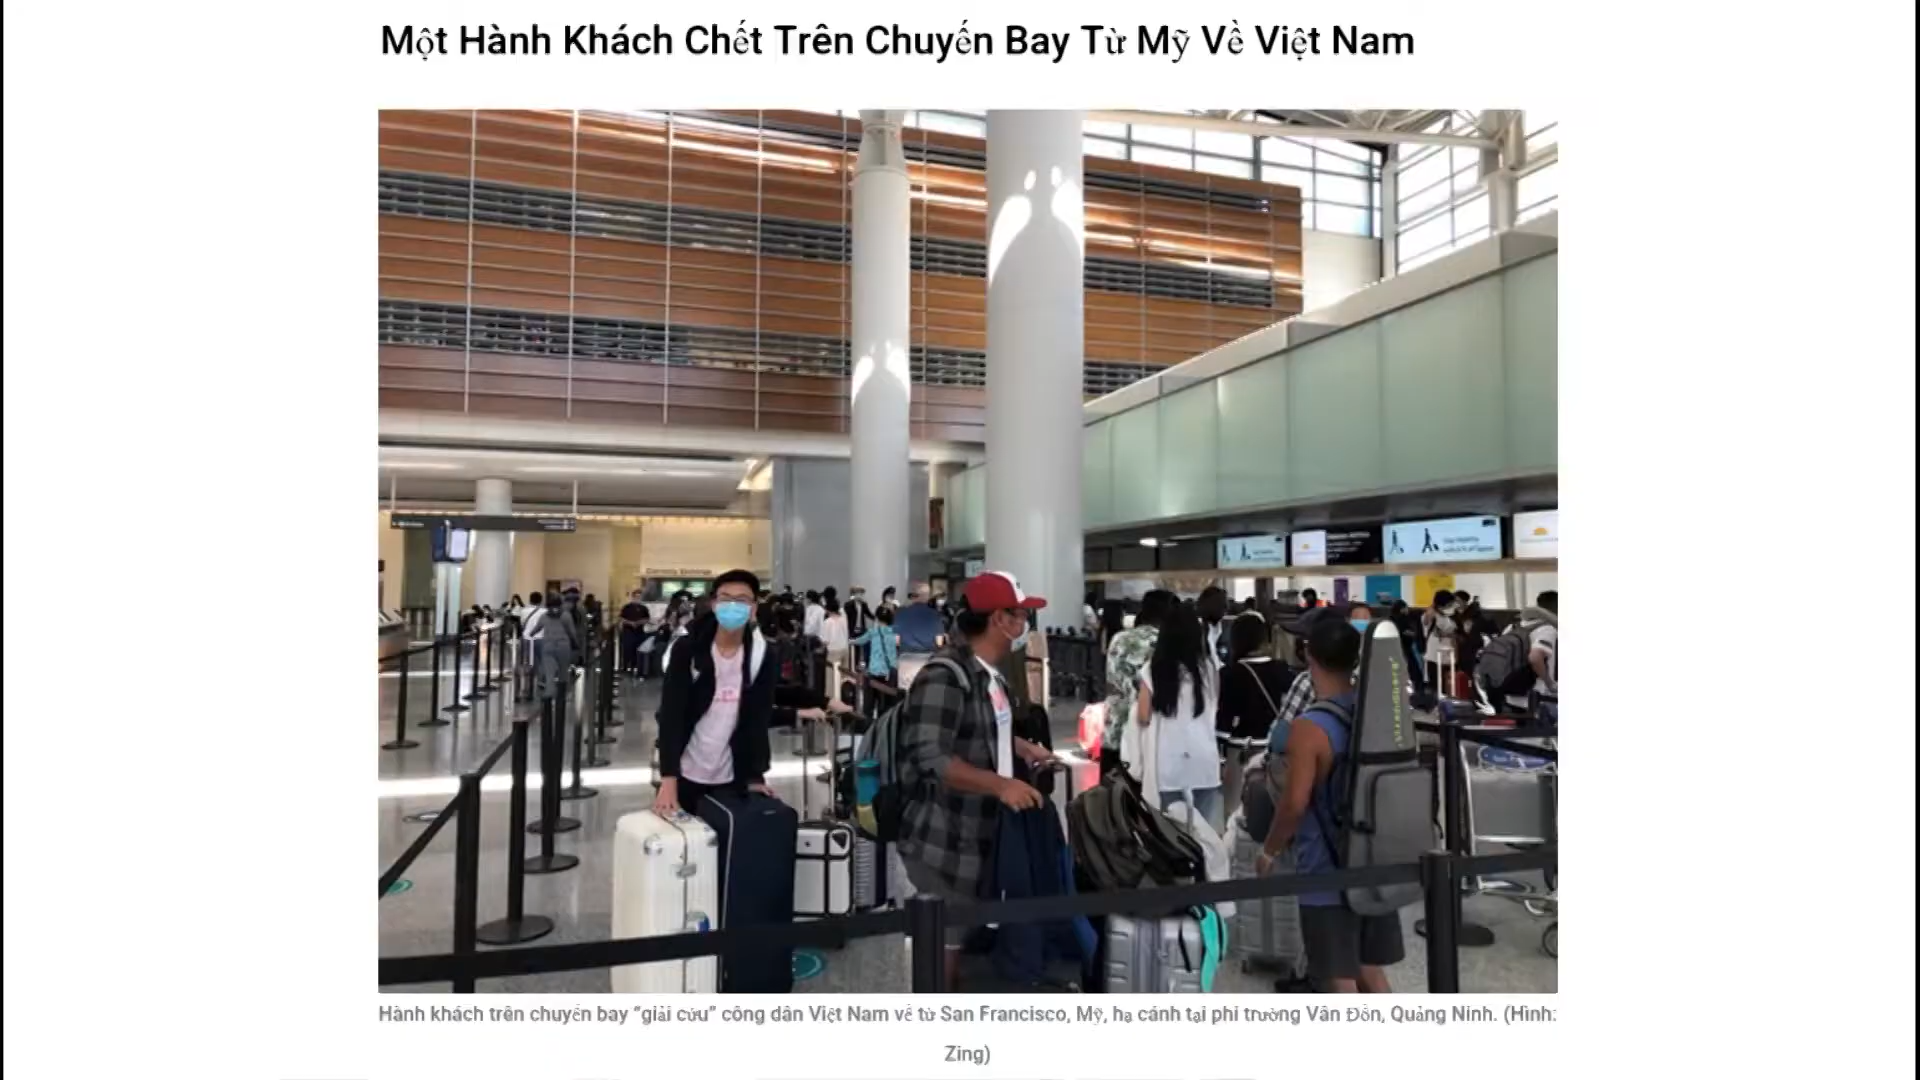 Một Hành Khách Chết Trên Chuyến Bay Từ Mỹ Về Việt Nam
Hành khách trên chuyến bay “giải cứu” công dân Việt Nam về từ San Francisco, Mỹ, hạ cánh tại phi trường Vân Đồn, Quảng Ninh. (Hình:
Zing)